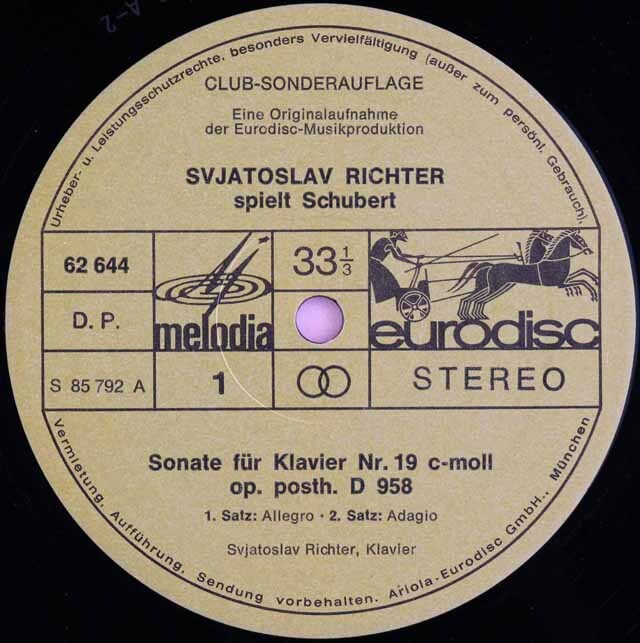 Urheber- u. Leistungsschutzrechte, besonders Vervielfältigung (außer zum persönl. Gebrauch),
CLUB-SONDERAUFLAGE
Eine Originalaufnahme
der Eurodisc-Musikproduktion
SVJATOSLAV RICHTER
spielt Schubert
62 644
melodia
33 1/3
eurodisc
D. P.
S 85 792 A
1
STEREO
Sonate für Klavier Nr. 19 c-moll
op. posth. D 958
1. Satz: Allegro · 2. Satz: Adagio
Svjatoslav Richter, Klavier
Vermietung, Aufführung, Sendung vorbehalten. Ariola-Eurodisc GmbH., München